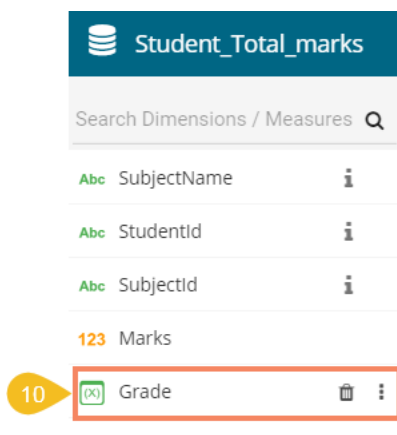 Student_Total_marks
Search Dimensions / Measures
Abc SubjectName i
Abc StudentId i
Abc SubjectId i
123 Marks
10 (x) Grade